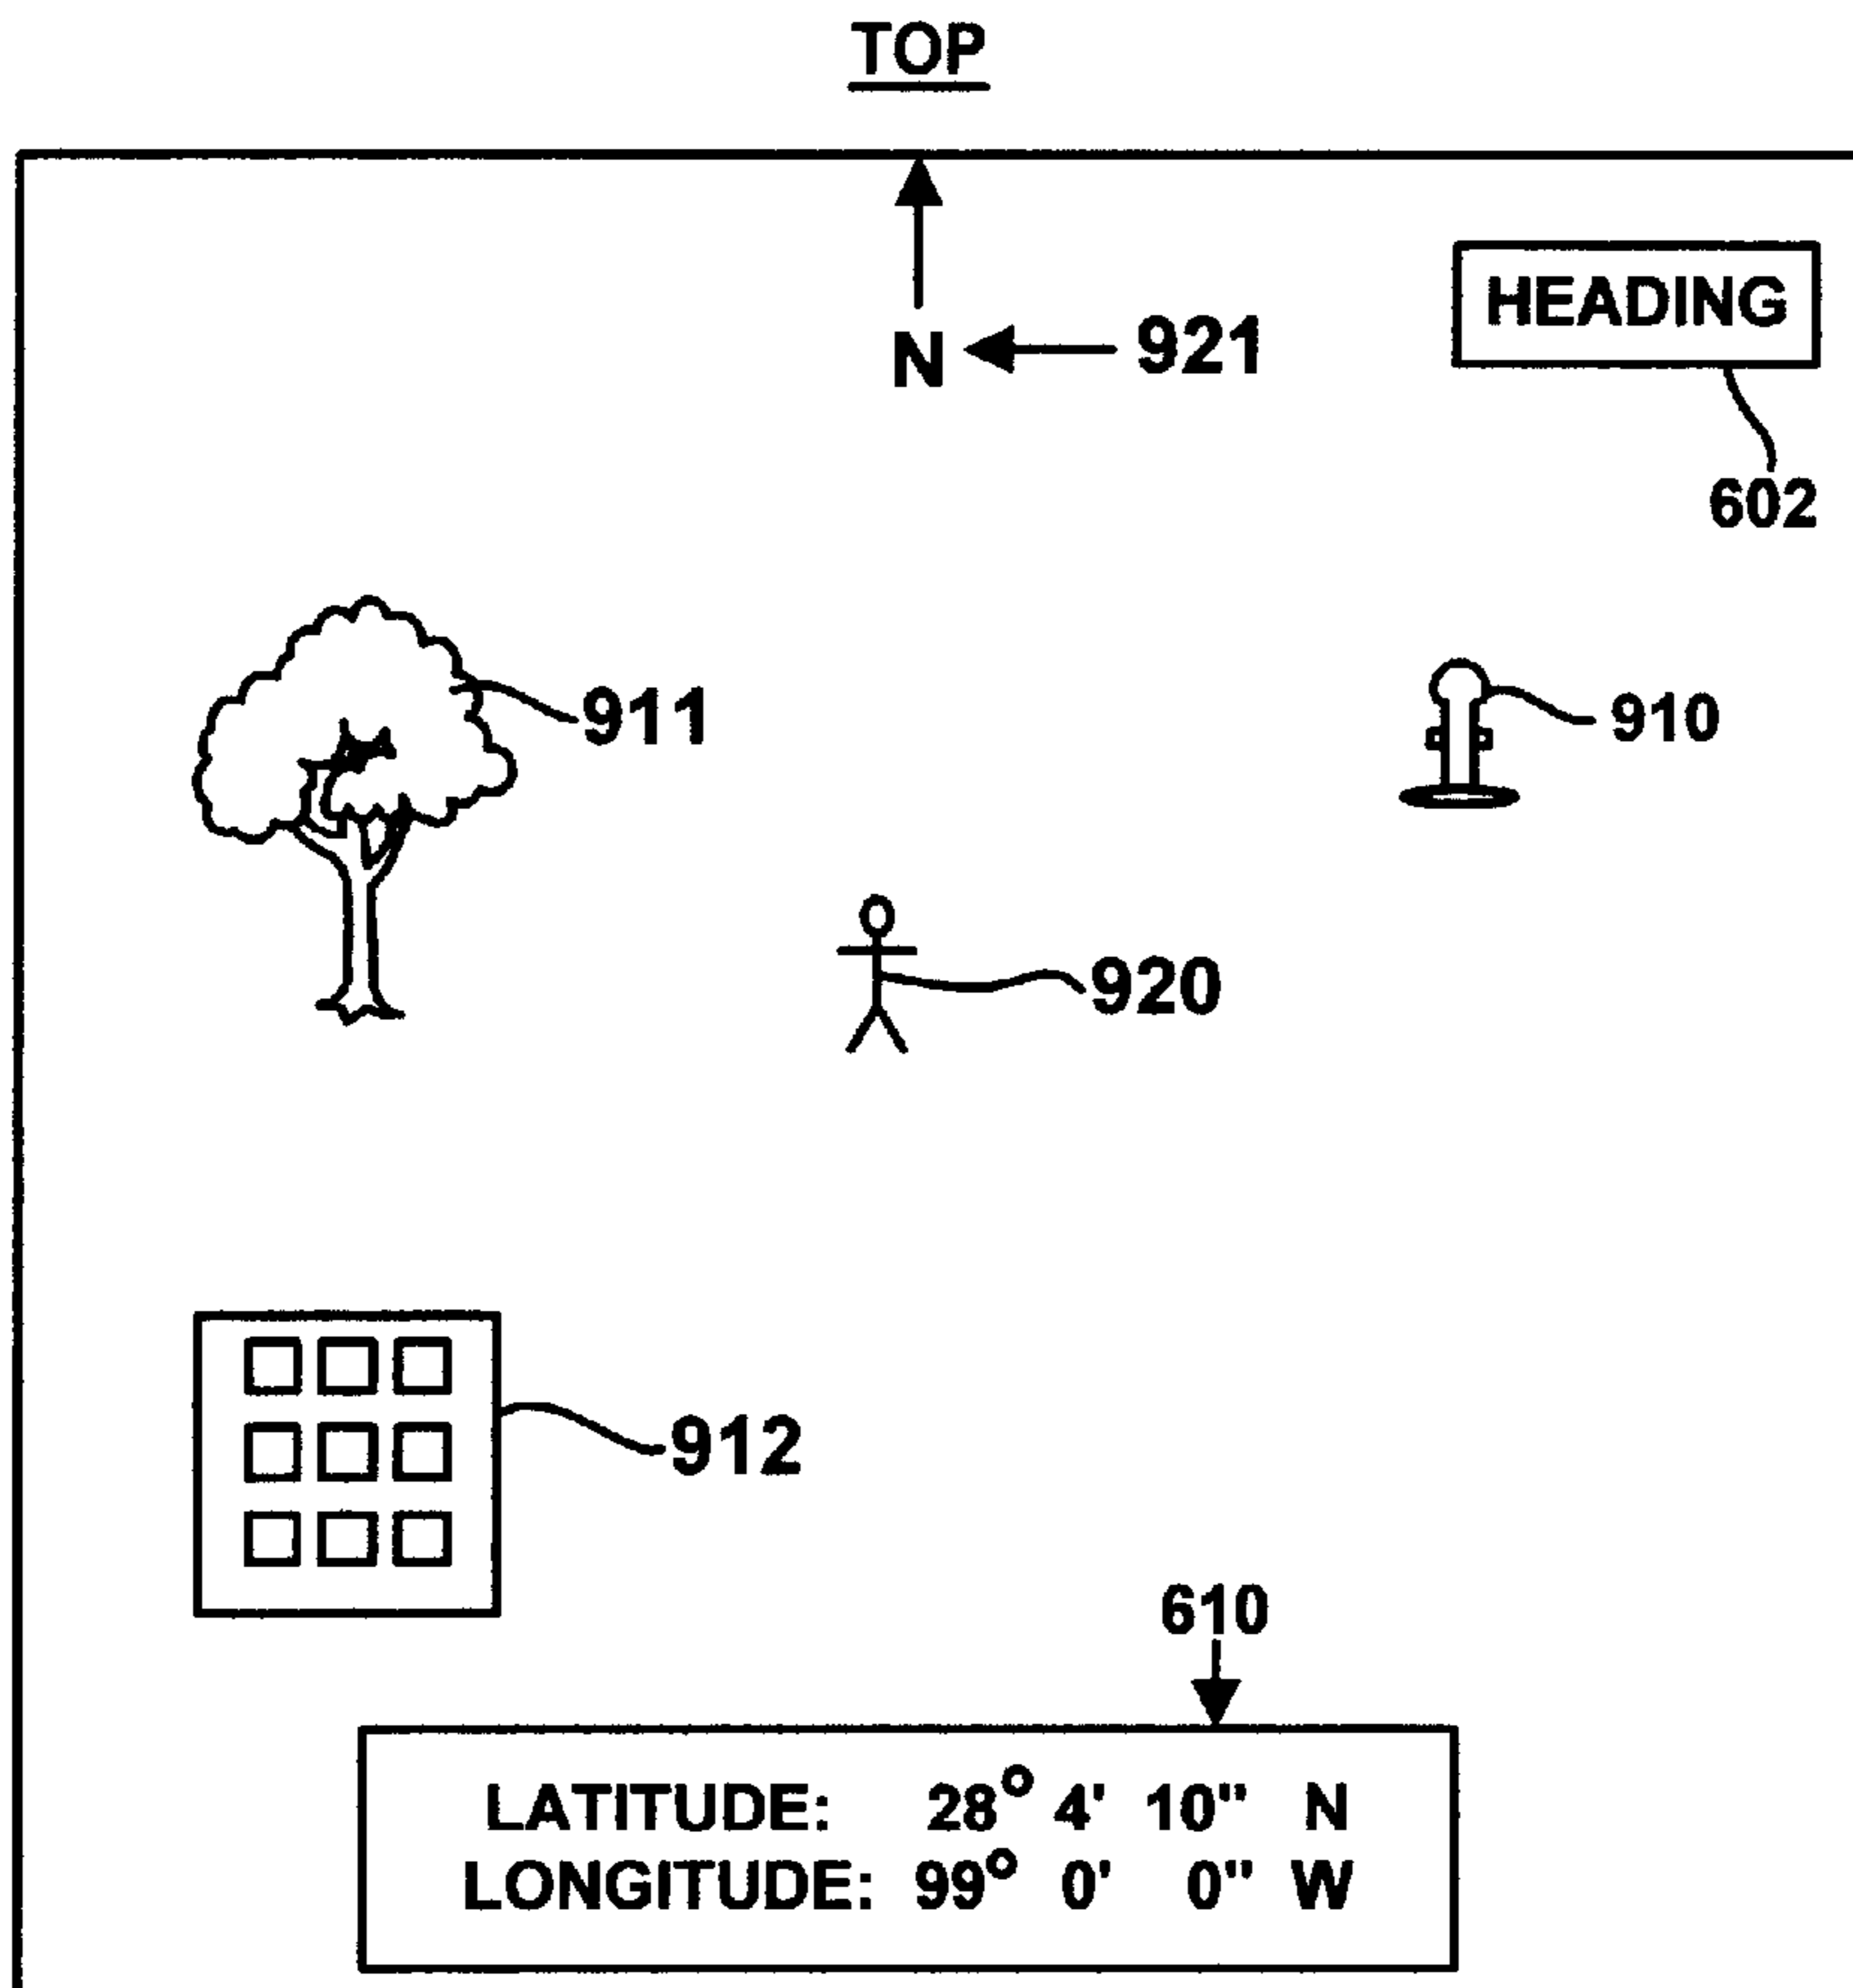 TOP
HEADING
N 921
602
911
910
920
912
610
LATITUDE: 28° 4' 10" N
LONGITUDE: 99° 0' 0" W